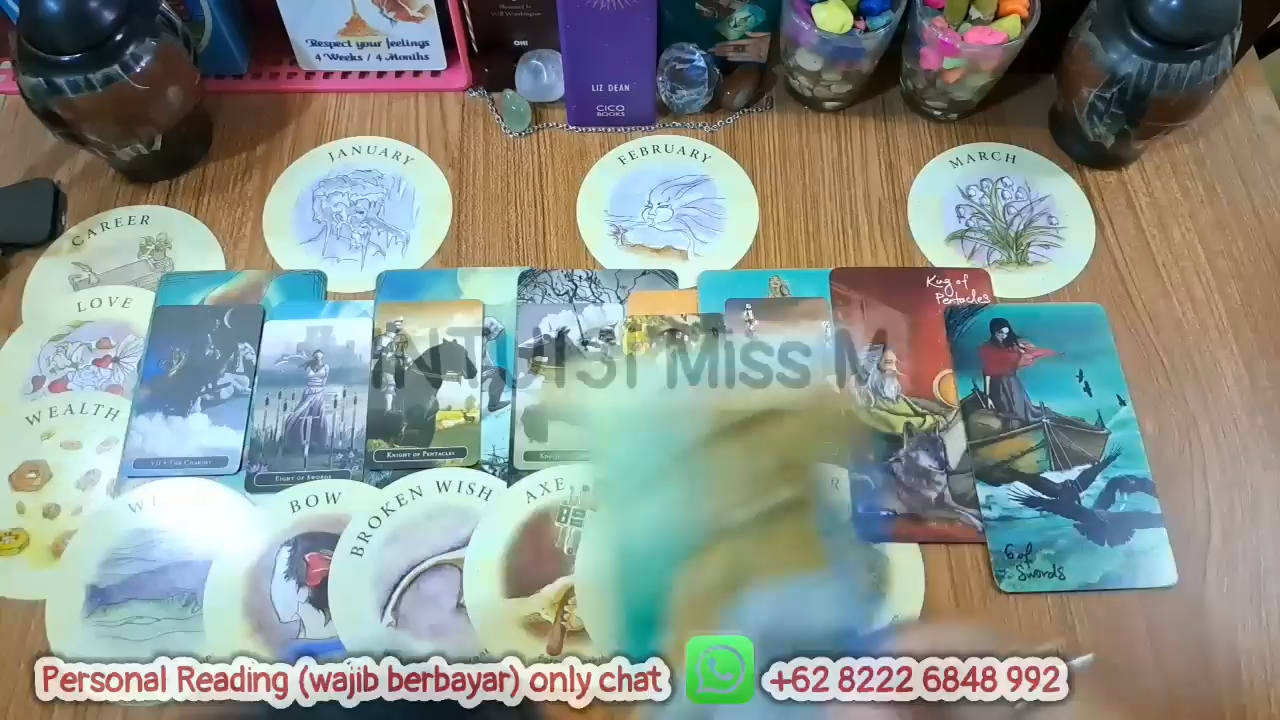 Respect your feelings
4 Weeks / 4 Months
OH!
LIZ DEAN
CICO
BOOKS
JANUARY
FEBRUARY
MARCH
CAREER
LOVE
WEALTH
King of
Pentacles
INTUISI Miss M
VII • THE CHARIOT
EIGHT OF SWORDS
KNIGHT OF PENTACLES
BOW
BROKEN WISH
AXE
6 of
Swords
Personal Reading (wajib berbayar) only chat
+62 8222 6848 992